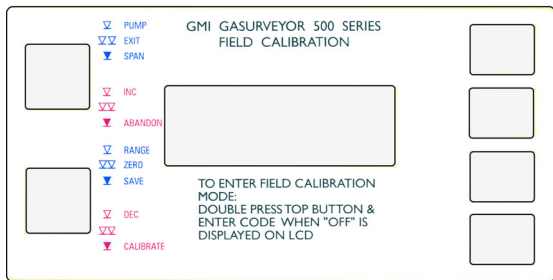 GMI GASURVEYOR 500 SERIES
FIELD CALIBRATION
PUMP
EXIT
SPAN
INC
ABANDON
RANGE
ZERO
SAVE
DEC
CALIBRATE
TO ENTER FIELD CALIBRATION
MODE:
DOUBLE PRESS TOP BUTTON &
ENTER CODE WHEN "OFF" IS
DISPLAYED ON LCD